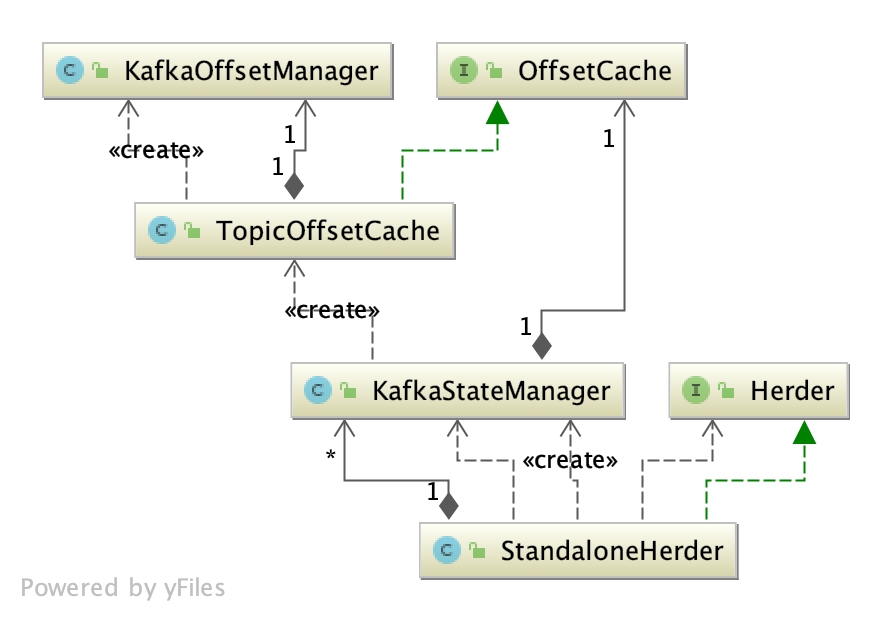 C KafkaOffsetManager
I OffsetCache
«create»
1
1
1
C TopicOffsetCache
«create»
1
C KafkaStateManager
I Herder
*
«create»
1
C StandaloneHerder
Powered by yFiles